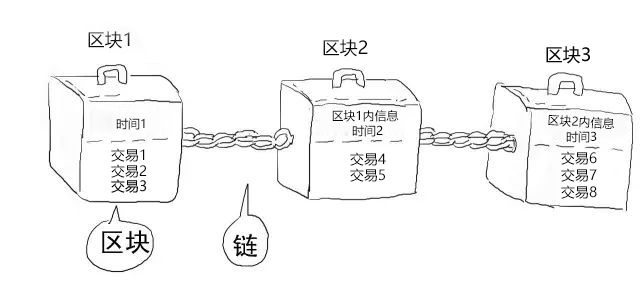 区块1
时间1
交易1
交易2
交易3
区块
链
区块2
区块1内信息
时间2
交易4
交易5
区块3
区块2内信息
时间3
交易6
交易7
交易8